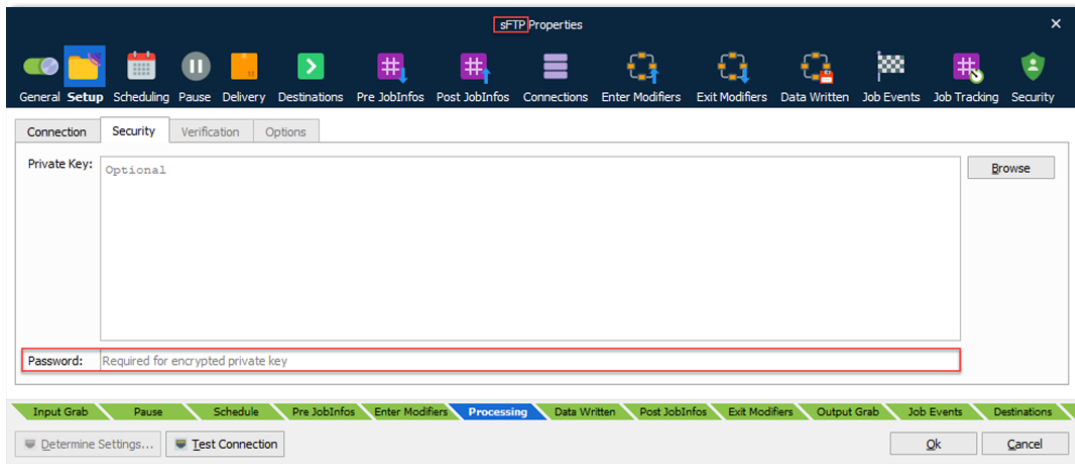 sFTP Properties
General Setup Scheduling Pause Delivery Destinations Pre JobInfos Post JobInfos Connections Enter Modifiers Exit Modifiers Data Written Job Events Job Tracking Security
Connection Security Verification Options
Private Key: Optional Browse
Password: Required for encrypted private key
Input Grab Pause Schedule Pre JobInfos Enter Modifiers Processing Data Written Post JobInfos Exit Modifiers Output Grab Job Events Destinations
Determine Settings... Test Connection Ok Cancel